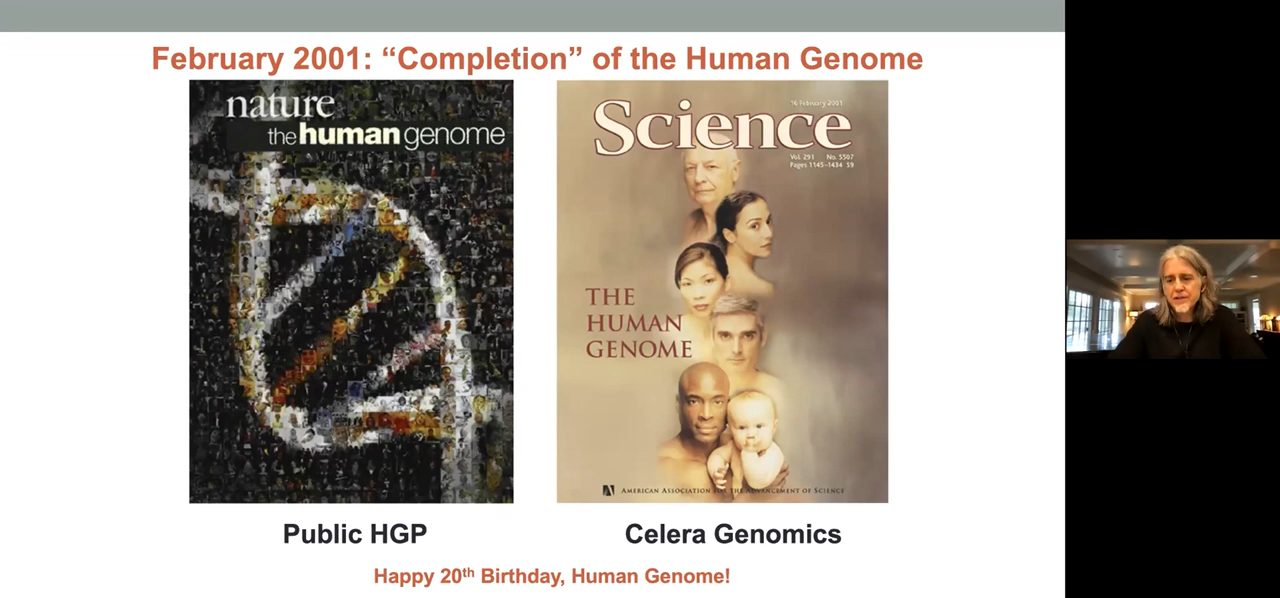 February 2001: “Completion” of the Human Genome
nature
the human genome
16 February 2001
Science
Vol. 291 No. 5507
Pages 1145–1434 $9
THE
HUMAN
GENOME
AMERICAN ASSOCIATION FOR THE ADVANCEMENT OF SCIENCE
Public HGP
Celera Genomics
Happy 20th Birthday, Human Genome!